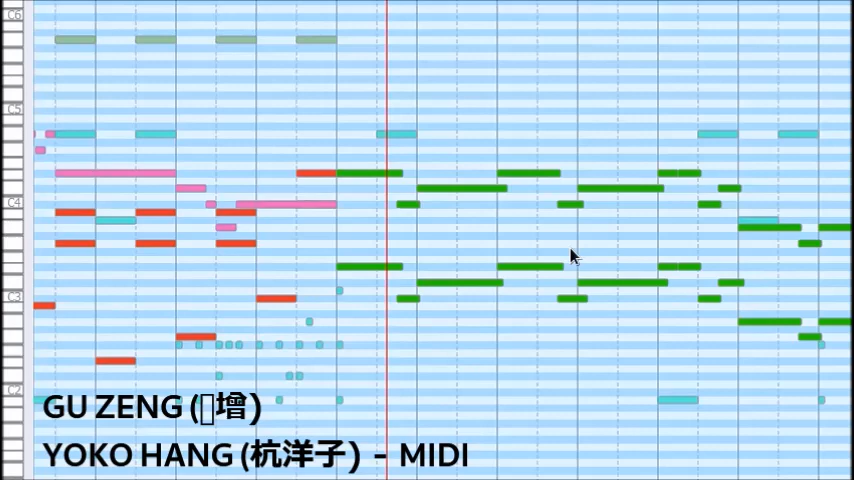 C6
C5
C4
C3
C2
GU ZENG (增)
YOKO HANG (杭洋子) - MIDI